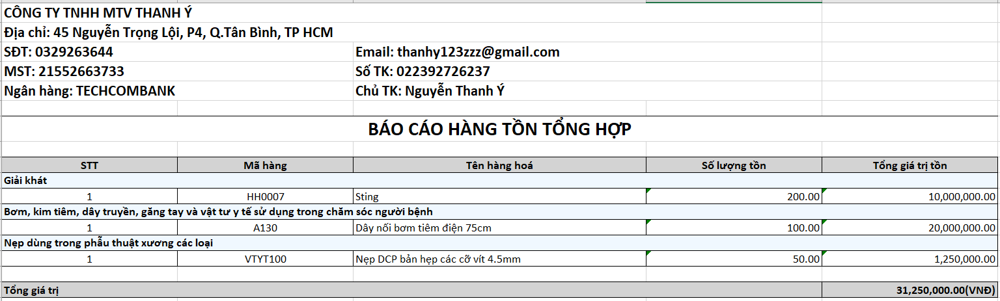 CÔNG TY TNHH MTV THANH Ý
Địa chỉ: 45 Nguyễn Trọng Lội, P4, Q.Tân Bình, TP HCM
SĐT: 0329263644 Email: thanhy123zzz@gmail.com
MST: 21552663733 Số TK: 022392726237
Ngân hàng: TECHCOMBANK Chủ TK: Nguyễn Thanh Ý
BÁO CÁO HÀNG TỒN TỔNG HỢP
STT Mã hàng Tên hàng hoá Số lượng tồn Tổng giá trị tồn
Giải khát
1 HH0007 Sting 200.00 10,000,000.00
Bơm, kim tiêm, dây truyền, găng tay và vật tư y tế sử dụng trong chăm sóc người bệnh
1 A130 Dây nối bơm tiêm điện 75cm 100.00 20,000,000.00
Nẹp dùng trong phẫu thuật xương các loại
1 VTYT100 Nẹp DCP bản hẹp các cỡ vít 4.5mm 50.00 1,250,000.00
Tổng giá trị 31,250,000.00(VNĐ)